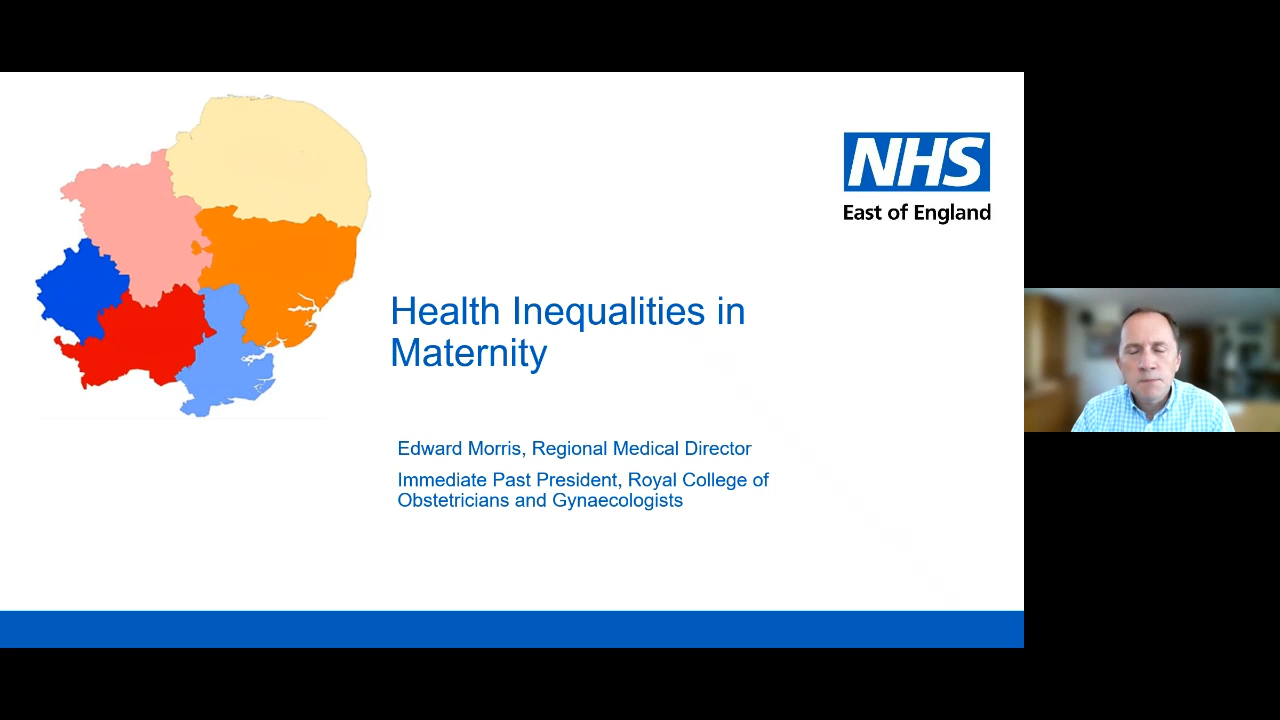 NHS
East of England
Health Inequalities in
Maternity
Edward Morris, Regional Medical Director
Immediate Past President, Royal College of
Obstetricians and Gynaecologists